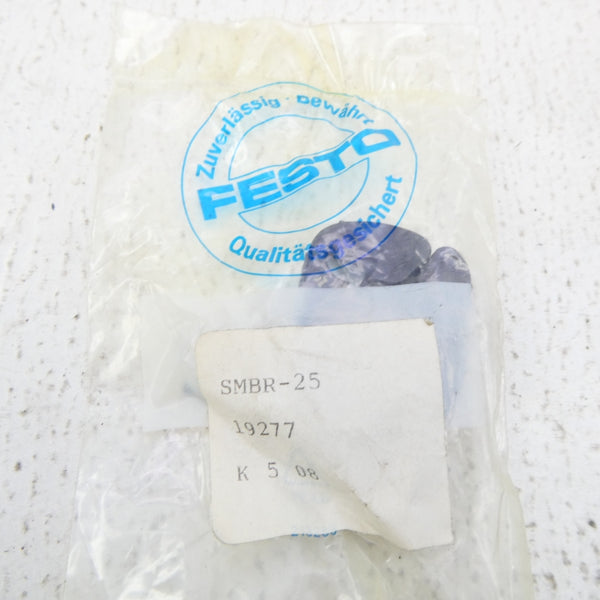 Zuverlässig · Bewährt
FESTO
Qualitätsgesichert
SMBR-25
19277
K 5 08